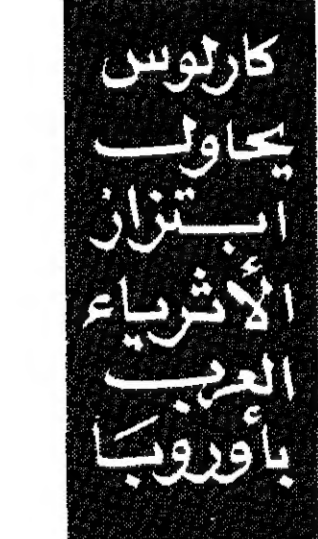 كارلوس
يحاول
ابتزاز
الأثرياء
العرب
بأوروبا